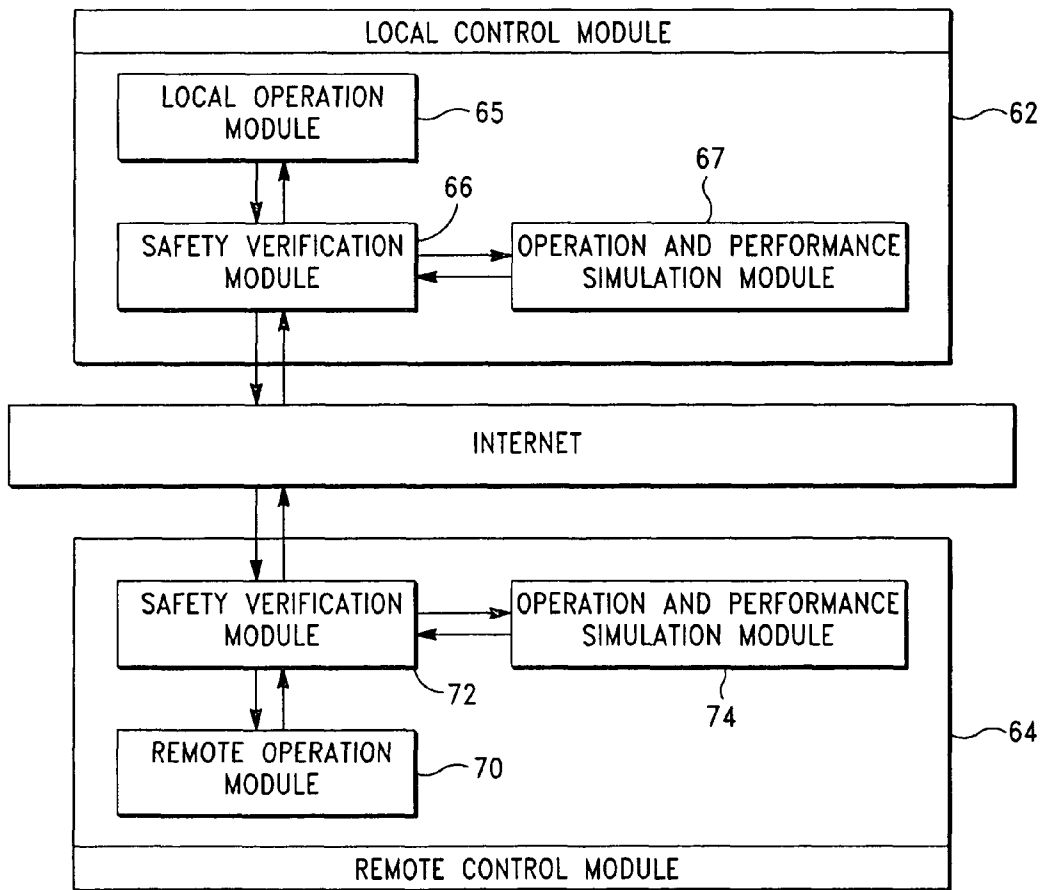 LOCAL CONTROL MODULE
LOCAL OPERATION
MODULE
65
62
66
67
SAFETY VERIFICATION
MODULE
OPERATION AND PERFORMANCE
SIMULATION MODULE
INTERNET
SAFETY VERIFICATION
MODULE
OPERATION AND PERFORMANCE
SIMULATION MODULE
72
74
64
REMOTE OPERATION
MODULE
70
REMOTE CONTROL MODULE